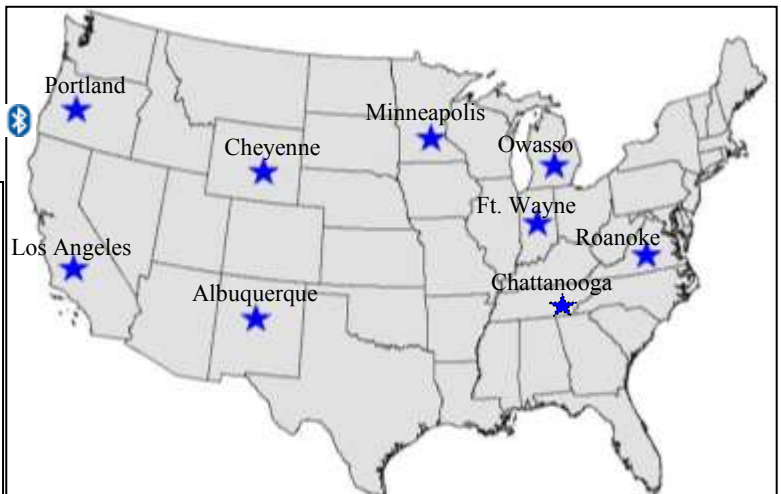 Portland
Minneapolis
Cheyenne
Owasso
Ft. Wayne
Roanoke
Los Angeles
Chattanooga
Albuquerque